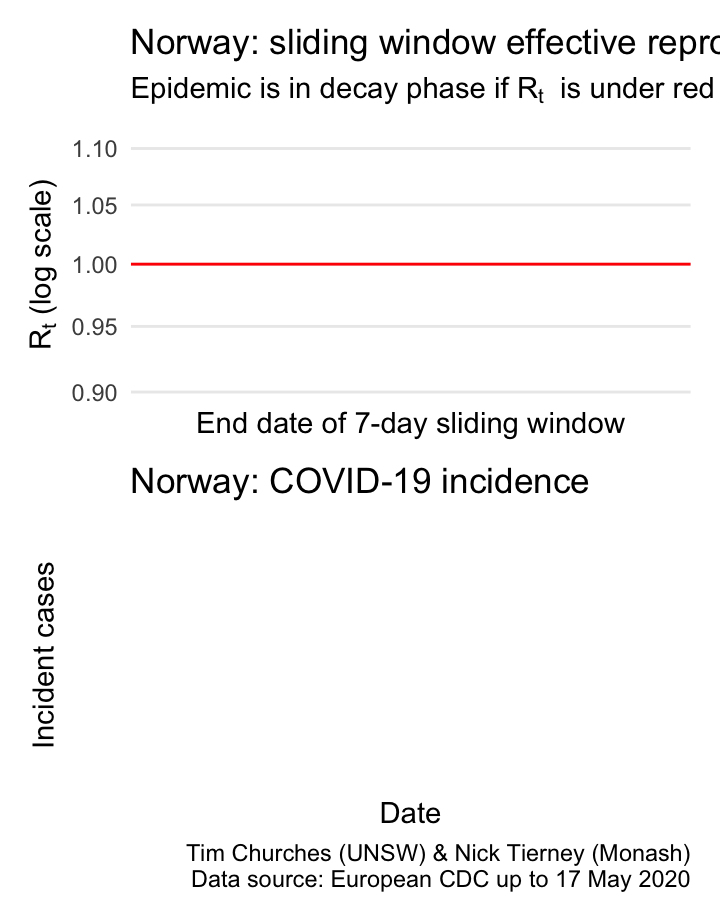 Norway: sliding window effective
Epidemic is in decay phase if Rt is under red
1.10
1.05
1.00
0.95
0.90
Rt (log scale)
End date of 7-day sliding window
Norway: COVID-19 incidence
Incident cases
Date
Tim Churches (UNSW) & Nick Tierney (Monash)
Data source: European CDC up to 17 May 2020